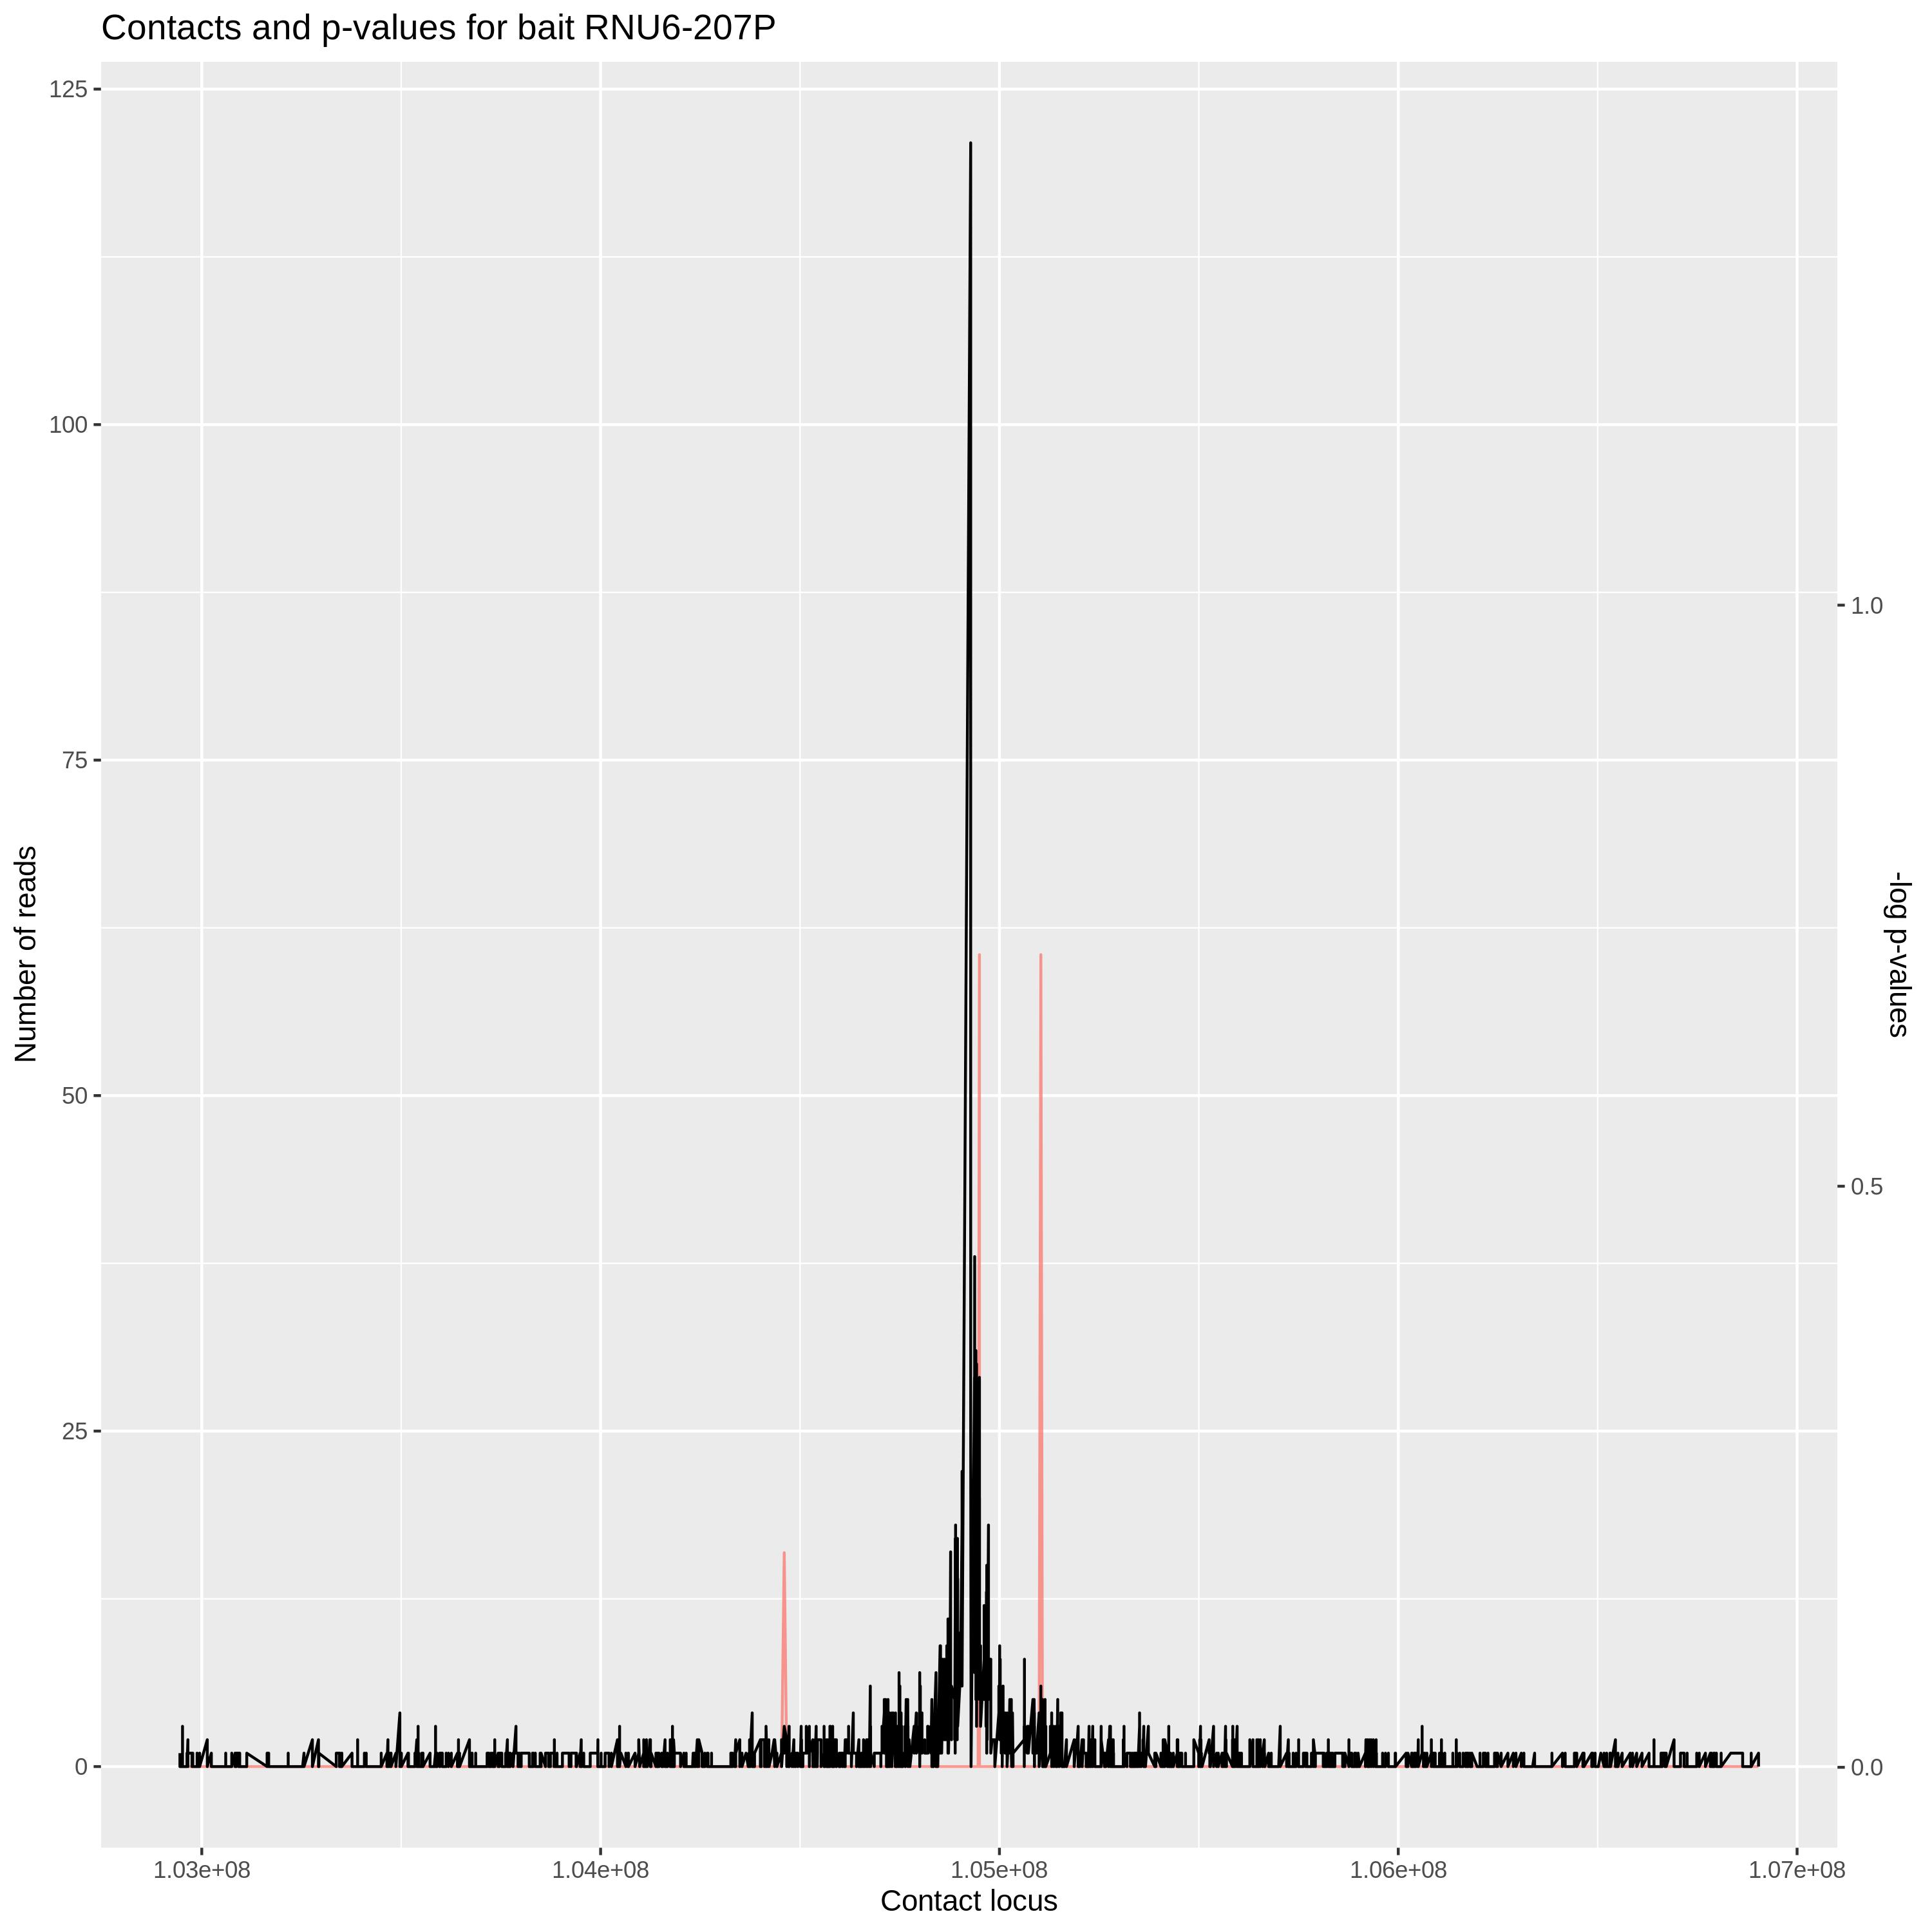 Contacts and p-values for bait RNU6-207P
125
100
75
50
25
0
Number of reads
1.0
0.5
0.0
-log p-values
1.03e+08 1.04e+08 1.05e+08 1.06e+08 1.07e+08
Contact locus